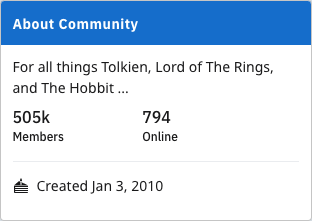 About Community
For all things Tolkien, Lord of The Rings,
and The Hobbit ...
505k 794
Members Online
Created Jan 3, 2010